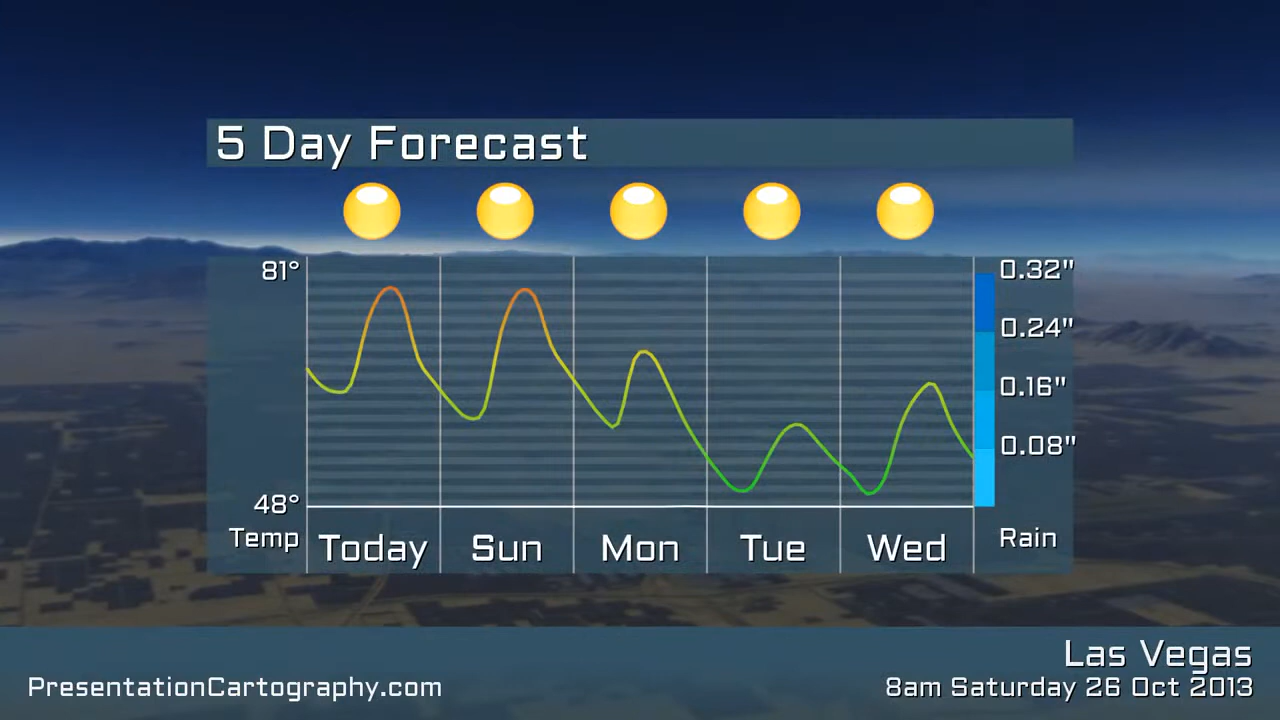 5 Day Forecast
81°
48°
Temp
Today Sun Mon Tue Wed
0.32"
0.24"
0.16"
0.08"
Rain
Las Vegas
PresentationCartography.com
8am Saturday 26 Oct 2013